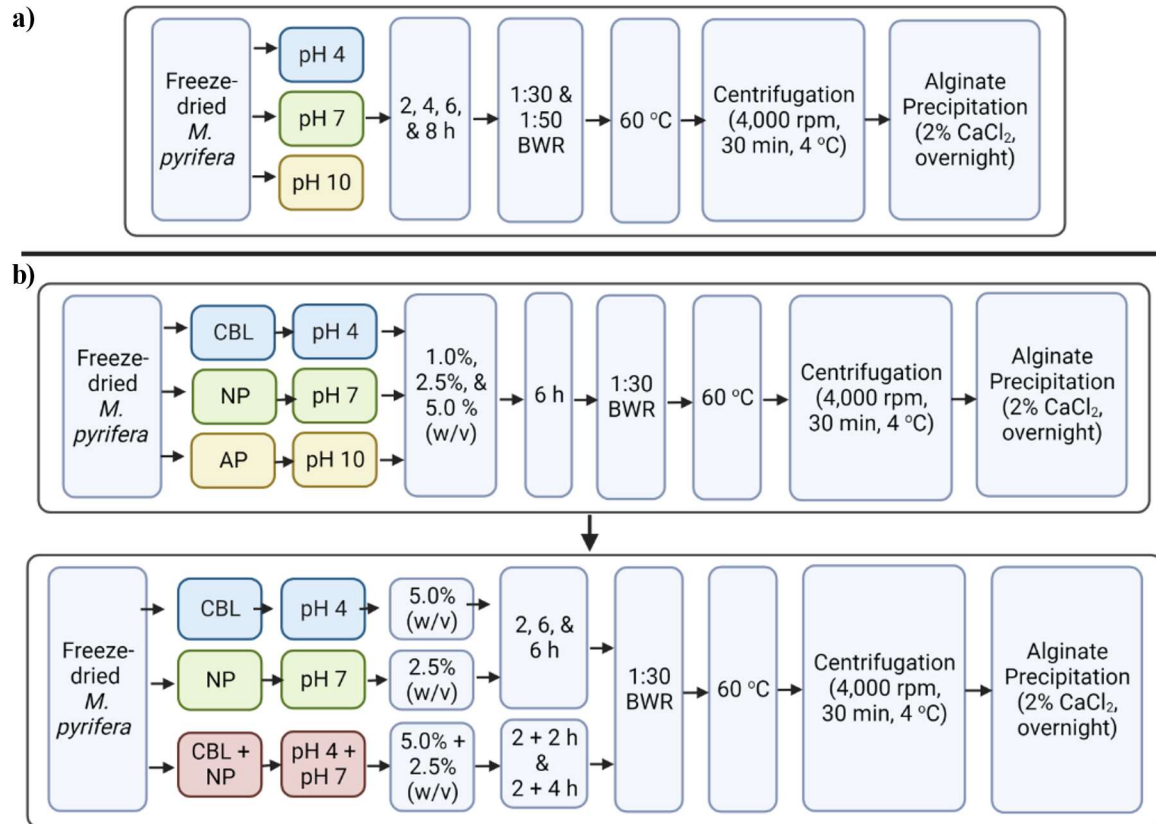 a)
Freeze-
dried
M.
pyrifera
pH 4
pH 7
pH 10
2, 4, 6,
& 8 h
1:30 &
1:50
BWR
60 °C
Centrifugation
(4,000 rpm,
30 min, 4 °C)
Alginate
Precipitation
(2% CaCl₂,
overnight)
b)
Freeze-
dried
M.
pyrifera
CBL
pH 4
NP
pH 7
AP
pH 10
1.0%,
2.5%, &
5.0 %
(w/v)
6 h
1:30
BWR
60 °C
Centrifugation
(4,000 rpm,
30 min, 4 °C)
Alginate
Precipitation
(2% CaCl₂,
overnight)
Freeze-
dried
M.
pyrifera
CBL
pH 4
5.0%
(w/v)
NP
pH 7
2.5%
(w/v)
2, 6, &
6 h
CBL +
NP
pH 4 +
pH 7
5.0% +
2.5%
(w/v)
2 + 2 h
&
2 + 4 h
1:30
BWR
60 °C
Centrifugation
(4,000 rpm,
30 min, 4 °C)
Alginate
Precipitation
(2% CaCl₂,
overnight)